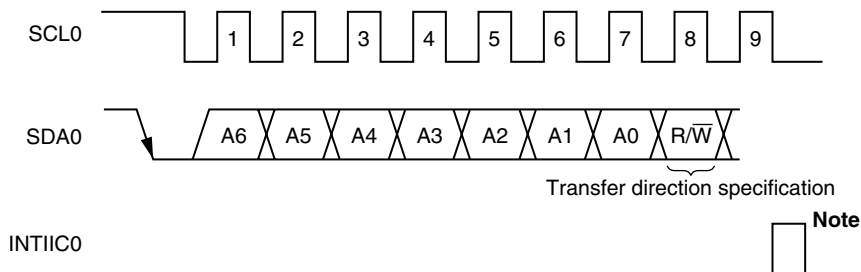 SCL0 1 2 3 4 5 6 7 8 9
SDA0 A6 A5 A4 A3 A2 A1 A0 R/W̅
Transfer direction specification
Note
INTIIC0